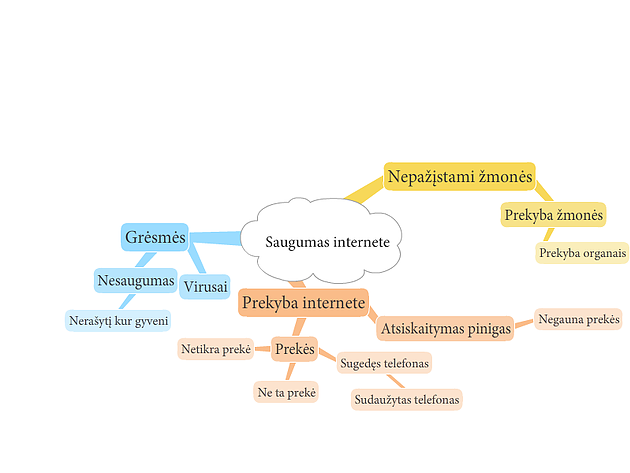 Nepažįstami žmonės
Prekyba žmonės
Prekyba organais
Saugumas internete
Grėsmės
Nesaugumas
Virusai
Nerašytį kur gyveni
Prekyba internete
Atsiskaitymas pinigas
Negauna prekės
Prekės
Netikra prekė
Sugedęs telefonas
Ne ta prekė
Sudaužytas telefonas